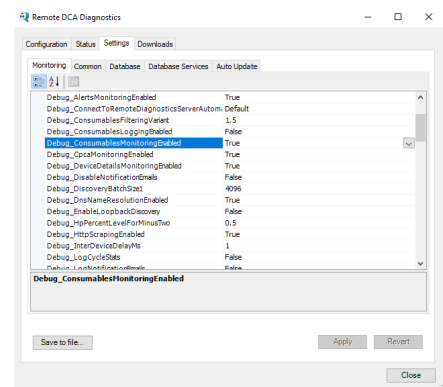 Remote DCA Diagnostics
Configuration Status Settings Downloads
Monitoring Common Database Database Services Auto Update
Debug_AlertsMonitoringEnabled True
Debug_ConnectToRemoteDiagnosticsServerAutom Default
Debug_ConsumablesFilteringVariant 1.5
Debug_ConsumablesLoggingEnabled False
Debug_ConsumablesMonitoringEnabled True
Debug_CpcaMonitoringEnabled True
Debug_DeviceDetailsMonitoringEnabled True
Debug_DisableNotificationEmails False
Debug_DiscoveryBatchSize1 4096
Debug_DnsNameResolutionEnabled True
Debug_EnableLoopbackDiscovery False
Debug_HpPercentLevelForMinusTwo 0.5
Debug_HttpScrapingEnabled True
Debug_InterDeviceDelayMs 1
Debug_LogCycleStats False
Debug_LogNotificationEmails False
Debug_ConsumablesMonitoringEnabled
Save to file... Apply Revert
Close